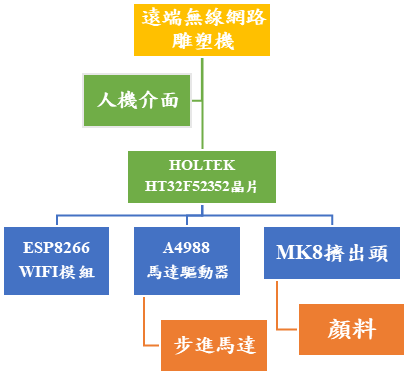 遠端無線網路
雕塑機
人機介面
HOLTEK
HT32F52352晶片
ESP8266
WIFI模組
A4988
馬達驅動器
MK8擠出頭
步進馬達
顏料